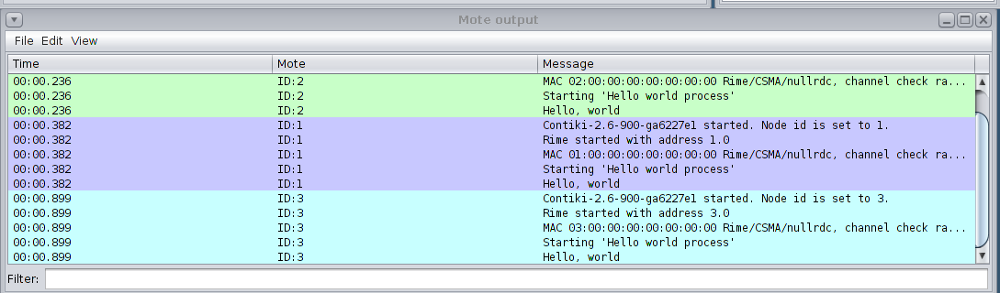 Mote output
File Edit View
Time Mote Message
00:00.236 ID:2 MAC 02:00:00:00:00:00:00:00 Rime/CSMA/nullrdc, channel check ra...
00:00.236 ID:2 Starting 'Hello world process'
00:00.236 ID:2 Hello, world
00:00.382 ID:1 Contiki-2.6-900-ga6227e1 started. Node id is set to 1.
00:00.382 ID:1 Rime started with address 1.0
00:00.382 ID:1 MAC 01:00:00:00:00:00:00:00 Rime/CSMA/nullrdc, channel check ra...
00:00.382 ID:1 Starting 'Hello world process'
00:00.382 ID:1 Hello, world
00:00.899 ID:3 Contiki-2.6-900-ga6227e1 started. Node id is set to 3.
00:00.899 ID:3 Rime started with address 3.0
00:00.899 ID:3 MAC 03:00:00:00:00:00:00:00 Rime/CSMA/nullrdc, channel check ra...
00:00.899 ID:3 Starting 'Hello world process'
00:00.899 ID:3 Hello, world
Filter: